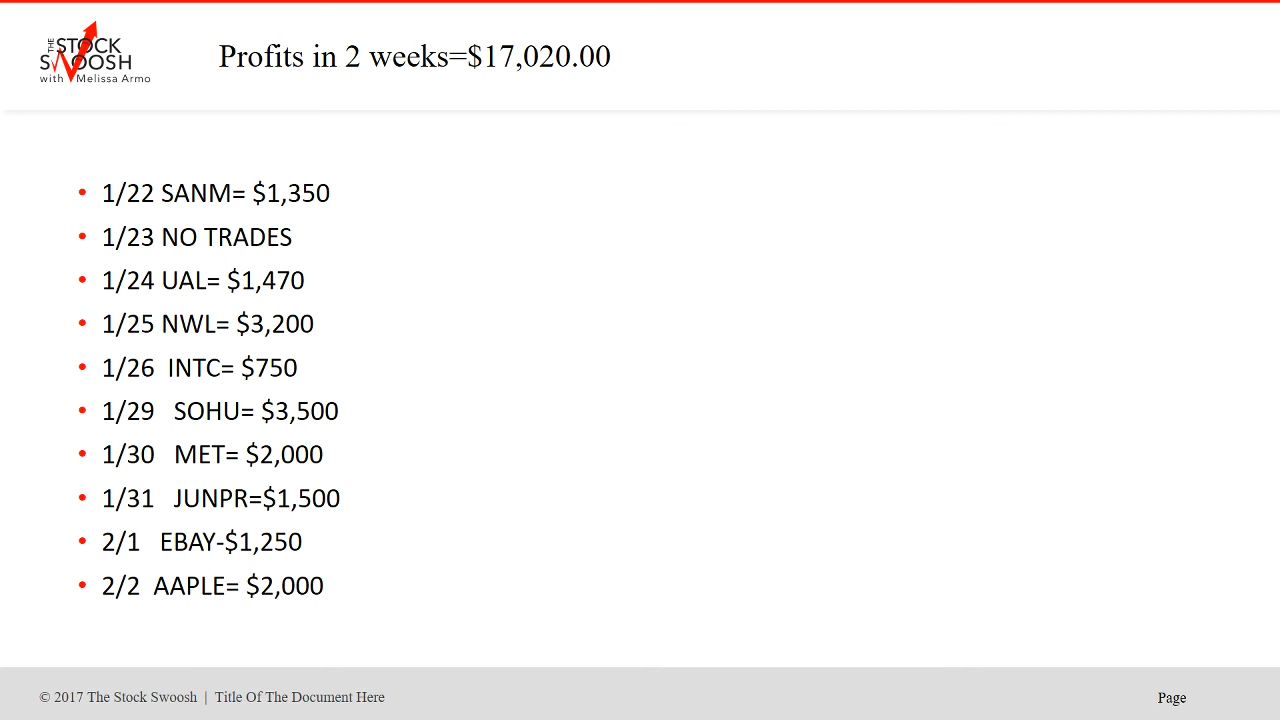 THE STOCK
SWOOSH
with Melissa Armo
Profits in 2 weeks=$17,020.00
• 1/22 SANM= $1,350
• 1/23 NO TRADES
• 1/24 UAL= $1,470
• 1/25 NWL= $3,200
• 1/26  INTC= $750
• 1/29   SOHU= $3,500
• 1/30   MET= $2,000
• 1/31   JUNPR=$1,500
• 2/1   EBAY-$1,250
• 2/2  AAPLE= $2,000
© 2017 The Stock Swoosh | Title Of The Document Here
Page